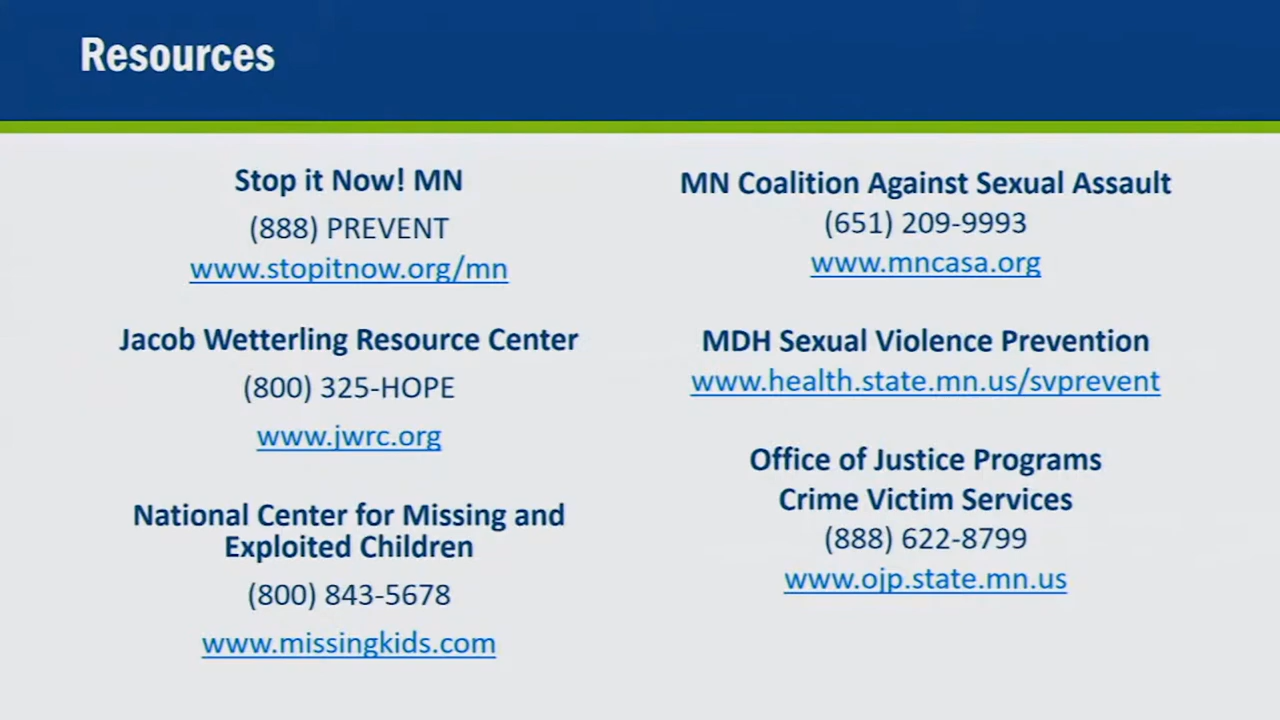 Resources
Stop it Now! MN
(888) PREVENT
www.stopitnow.org/mn
Jacob Wetterling Resource Center
(800) 325-HOPE
www.jwrc.org
National Center for Missing and
Exploited Children
(800) 843-5678
www.missingkids.com
MN Coalition Against Sexual Assault
(651) 209-9993
www.mncasa.org
MDH Sexual Violence Prevention
www.health.state.mn.us/svprevent
Office of Justice Programs
Crime Victim Services
(888) 622-8799
www.ojp.state.mn.us